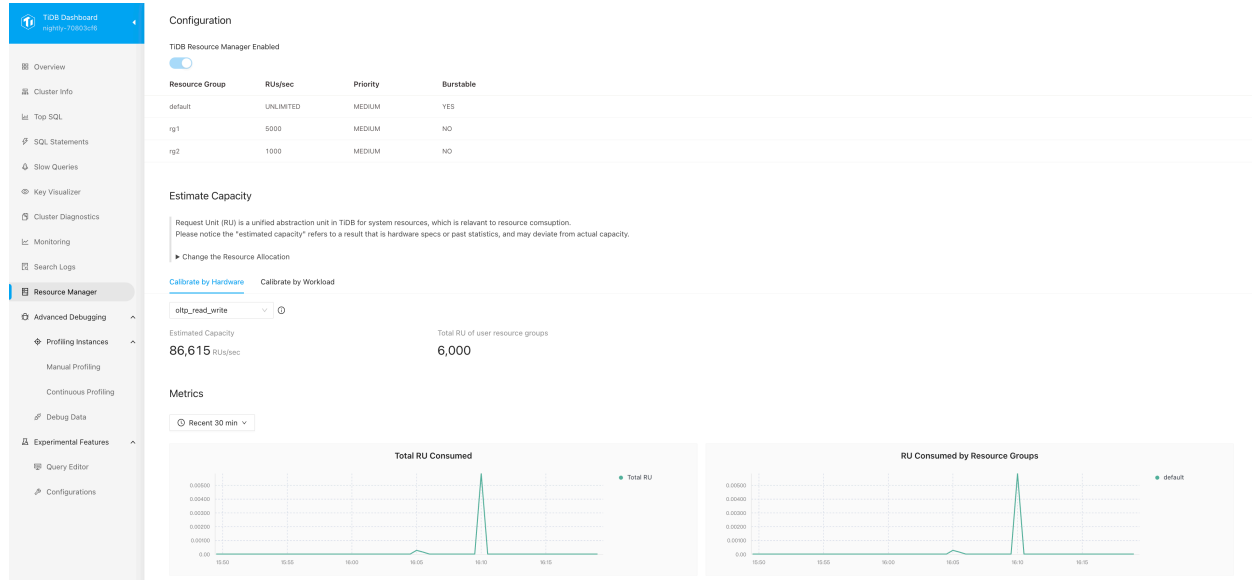 TiDB Dashboard
nightly-70803cf6
Overview
Cluster Info
Top SQL
SQL Statements
Slow Queries
Key Visualizer
Cluster Diagnostics
Monitoring
Search Logs
Resource Manager
Advanced Debugging
Profiling Instances
Manual Profiling
Continuous Profiling
Debug Data
Experimental Features
Query Editor
Configurations
Configuration
TiDB Resource Manager Enabled
Resource Group RUs/sec Priority Burstable
default UNLIMITED MEDIUM YES
rg1 5000 MEDIUM NO
rg2 1000 MEDIUM NO
Estimate Capacity
Request Unit (RU) is a unified abstraction unit in TiDB for system resources, which is relavant to resource comsuption.
Please notice the "estimated capacity" refers to a result that is hardware specs or past statistics, and may deviate from actual capacity.
Change the Resource Allocation
Calibrate by Hardware Calibrate by Workload
oltp_read_write
Estimated Capacity Total RU of user resource groups
86,615 RUs/sec 6,000
Metrics
Recent 30 min
Total RU Consumed
Total RU
0.00500
0.00400
0.00300
0.00200
0.00100
0.00
15:50 15:55 16:00 16:05 16:10 16:15
RU Consumed by Resource Groups
default
0.00500
0.00400
0.00300
0.00200
0.00100
0.00
15:50 15:55 16:00 16:05 16:10 16:15